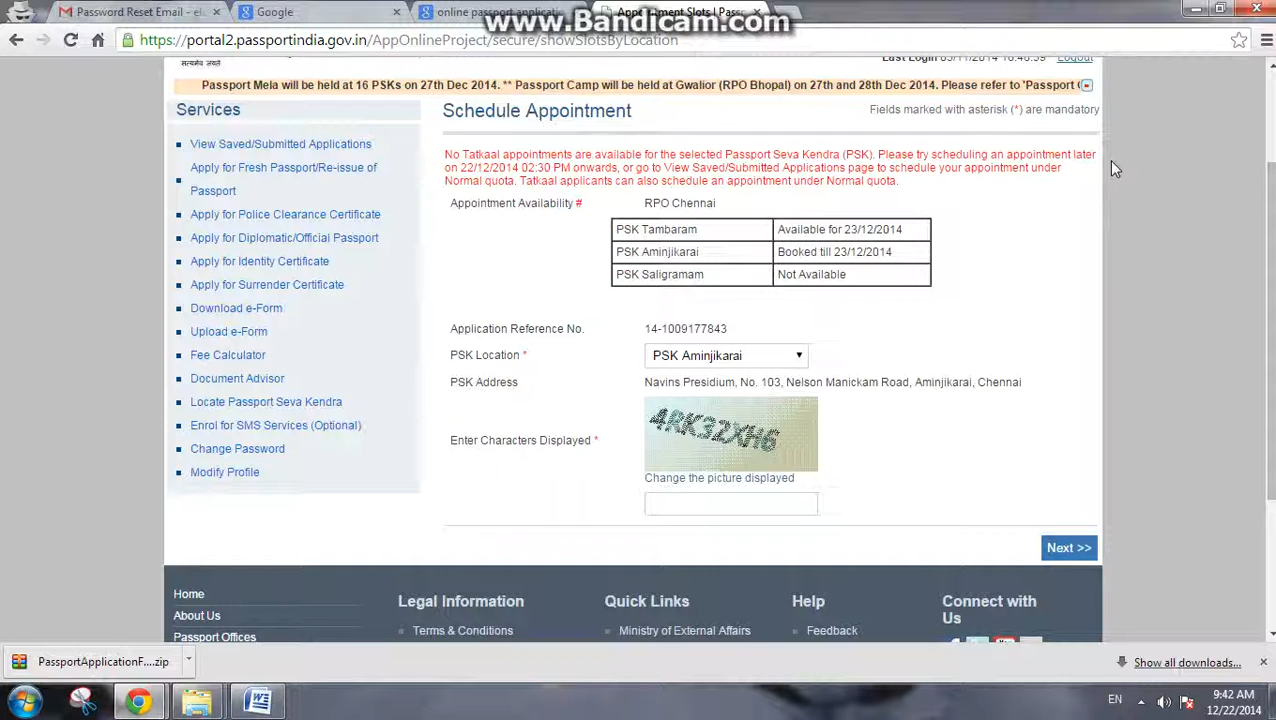 Password Reset Email -
Google
online passport applicati
Appointment Slots | Pass
www.Bandicam.com
https://portal2.passportindia.gov.in/AppOnlineProject/secure/showSlotsByLocation
सत्यमेव जयते
Logout
Passport Mela will be held at 16 PSKs on 27th Dec 2014. ** Passport Camp will be held at Gwalior (RPO Bhopal) on 27th and 28th Dec 2014. Please refer to 'Passport
Services
View Saved/Submitted Applications
Apply for Fresh Passport/Re-issue of
Passport
Apply for Police Clearance Certificate
Apply for Diplomatic/Official Passport
Apply for Identity Certificate
Apply for Surrender Certificate
Download e-Form
Upload e-Form
Fee Calculator
Document Advisor
Locate Passport Seva Kendra
Enrol for SMS Services (Optional)
Change Password
Modify Profile
Schedule Appointment
Fields marked with asterisk (*) are mandatory
No Tatkaal appointments are available for the selected Passport Seva Kendra (PSK). Please try scheduling an appointment later
on 22/12/2014 02:30 PM onwards, or go to View Saved/Submitted Applications page to schedule your appointment under
Normal quota. Tatkaal applicants can also schedule an appointment under Normal quota.
Appointment Availability # RPO Chennai
PSK Tambaram Available for 23/12/2014
PSK Aminjikarai Booked till 23/12/2014
PSK Saligramam Not Available
Application Reference No. 14-1009177843
PSK Location * PSK Aminjikarai
PSK Address Navins Presidium, No. 103, Nelson Manickam Road, Aminjikarai, Chennai
4RK32XH6
Enter Characters Displayed *
Change the picture displayed
Next >>
Home
About Us
Passport Offices
Legal Information
Terms & Conditions
Quick Links
Ministry of External Affairs
Help
Feedback
Connect with
Us
PassportApplicationF....zip
Show all downloads...
EN
9:42 AM
12/22/2014